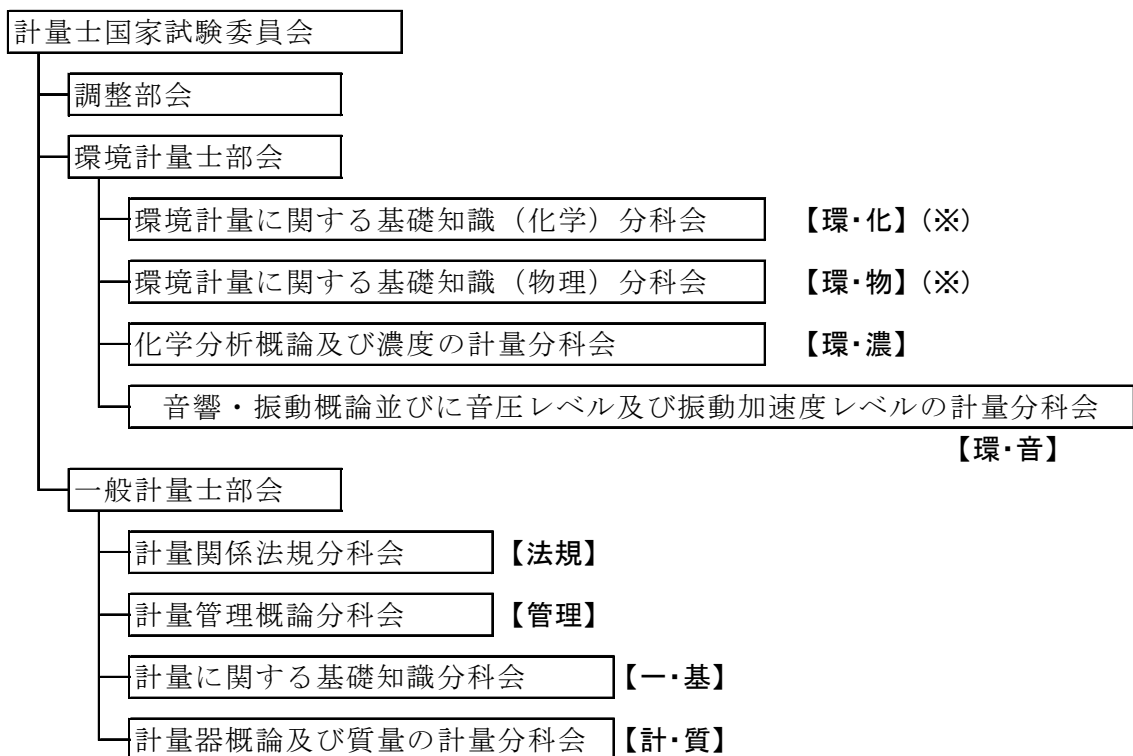 計量士国家試験委員会
調整部会
環境計量士部会
環境計量に関する基礎知識（化学）分科会 【環・化】（※）
環境計量に関する基礎知識（物理）分科会 【環・物】（※）
化学分析概論及び濃度の計量分科会 【環・濃】
音響・振動概論並びに音圧レベル及び振動加速度レベルの計量分科会
【環・音】
一般計量士部会
計量関係法規分科会 【法規】
計量管理概論分科会 【管理】
計量に関する基礎知識分科会 【一・基】
計量器概論及び質量の計量分科会 【計・質】